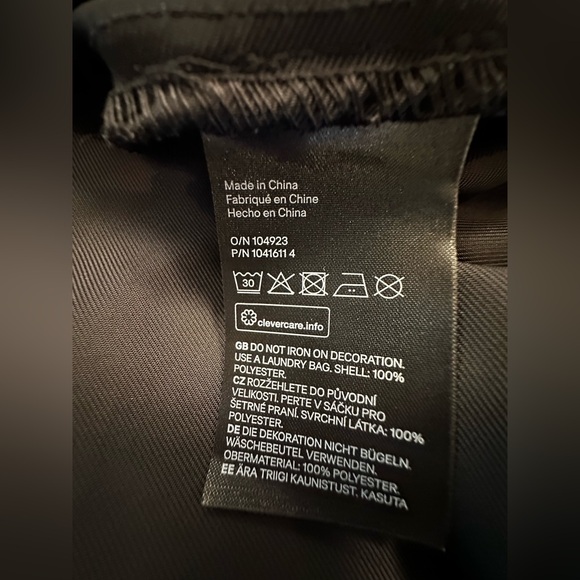 Made in China
Fabriqué en Chine
Hecho en China
O/N 104923
P/N 1041611 4
30
clevercare.info
GB DO NOT IRON ON DECORATION.
USE A LAUNDRY BAG. SHELL: 100%
POLYESTER.
CZ ROZŽEHLETE DO PŮVODNÍ
VELIKOSTI. PERTE V SÁČKU PRO
ŠETRNÉ PRANÍ. SVRCHNÍ LÁTKA: 100%
POLYESTER.
DE DIE DEKORATION NICHT BÜGELN.
WÄSCHEBEUTEL VERWENDEN.
OBERMATERIAL: 100% POLYESTER.
EE ÄRA TRIIGI KAUNISTUST. KASUTA